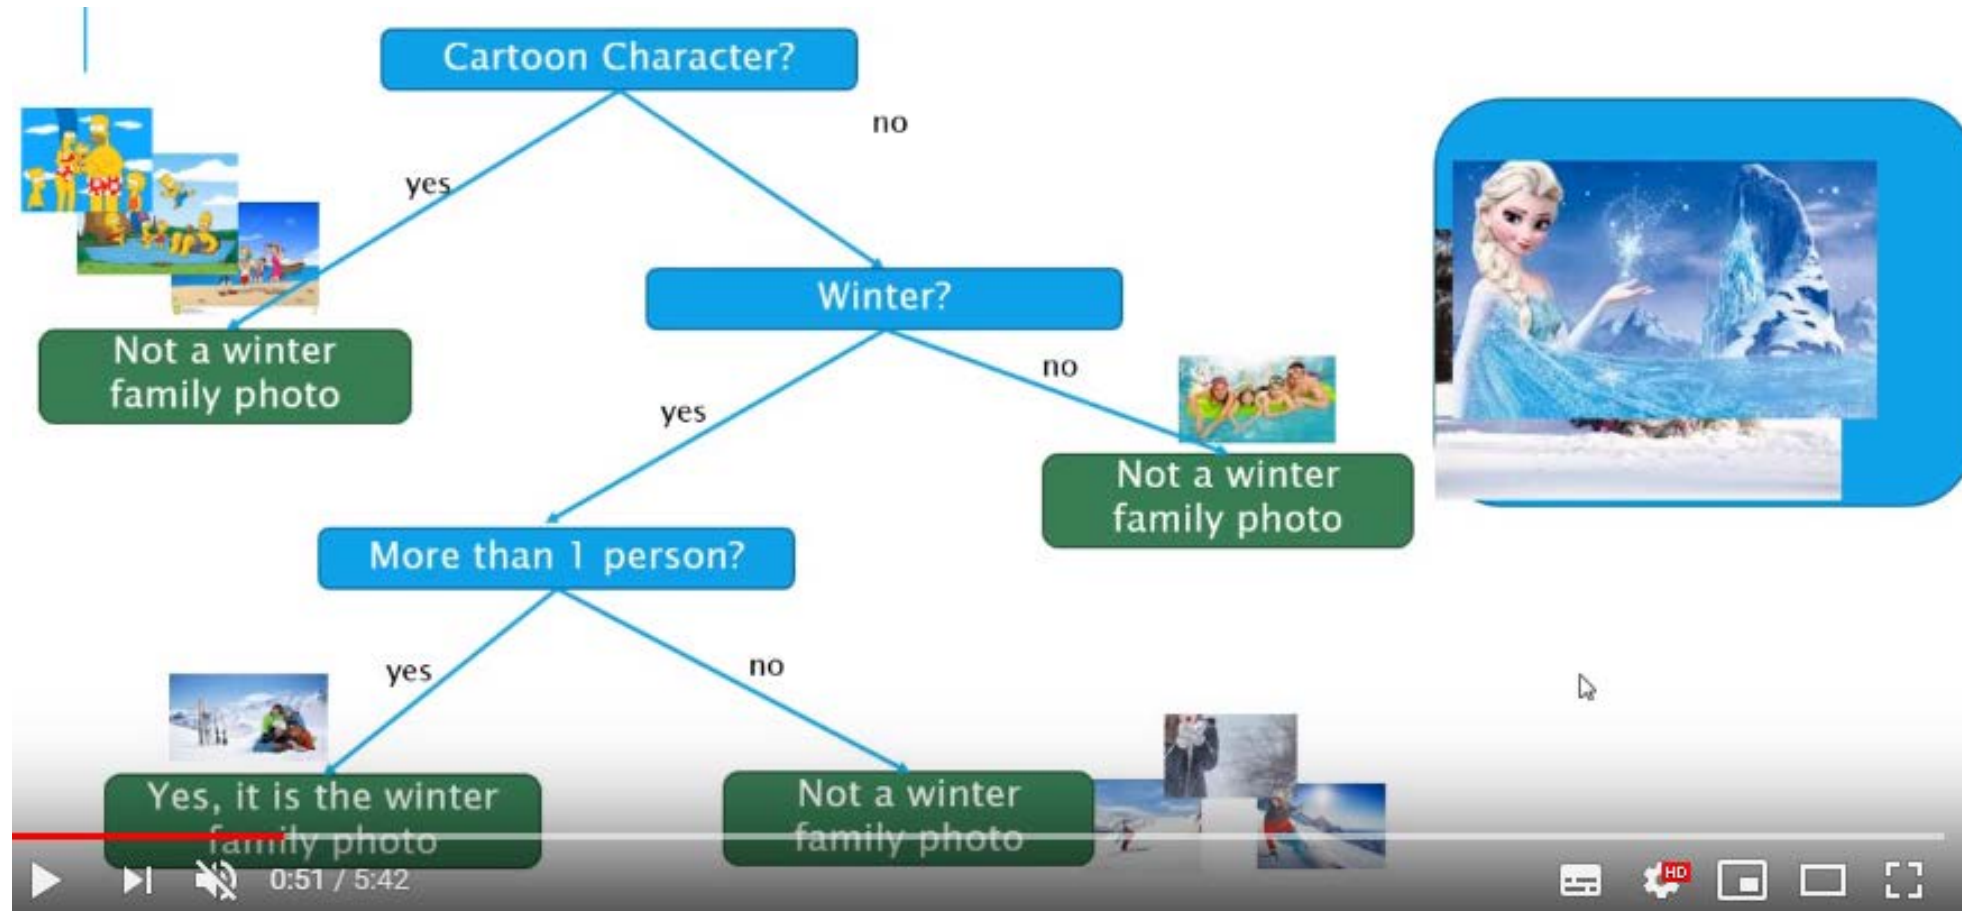 Cartoon Character?
no
yes
Winter?
Not a winter
family photo
no
yes
Not a winter
family photo
More than 1 person?
yes
no
Yes, it is the winter
family photo
Not a winter
family photo
0:51 / 5:42
HD